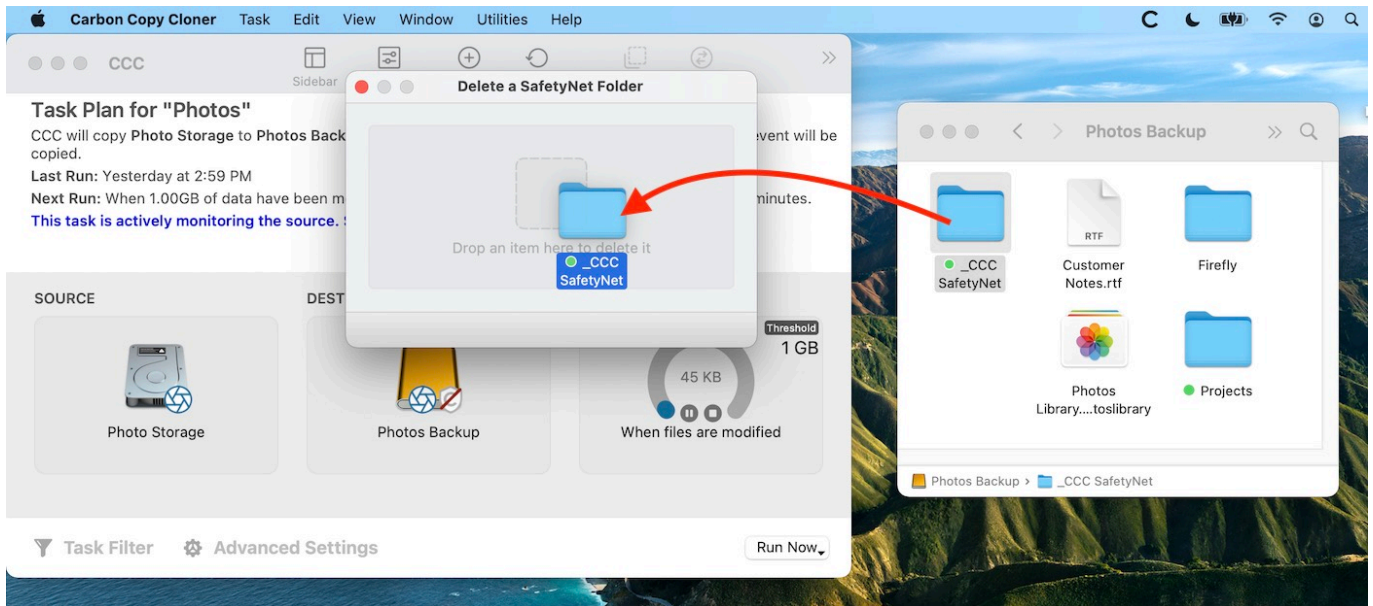 Carbon Copy Cloner Task Edit View Window Utilities Help
CCC
Sidebar
Delete a SafetyNet Folder
Task Plan for "Photos"
CCC will copy Photo Storage to Photos Back
event will be
copied.
Last Run: Yesterday at 2:59 PM
Next Run: When 1.00GB of data have been m
minutes.
This task is actively monitoring the source.
Drop an item here to delete it
_CCC
SafetyNet
SOURCE
DEST
Threshold
1 GB
45 KB
Photo Storage
Photos Backup
When files are modified
Task Filter
Advanced Settings
Run Now
Photos Backup
_CCC
SafetyNet
RTF
Customer
Notes.rtf
Firefly
Photos
Library....toslibrary
Projects
Photos Backup › _CCC SafetyNet